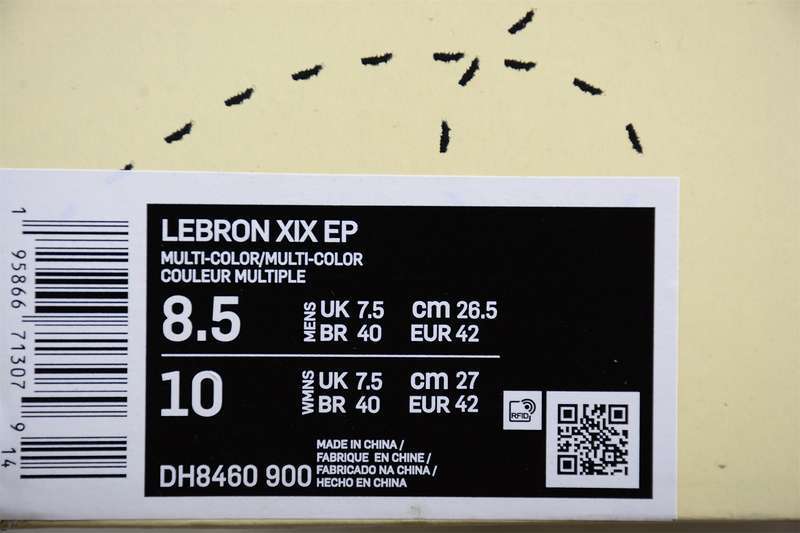 LEBRON XIX EP
MULTI-COLOR/MULTI-COLOR
COULEUR MULTIPLE
8.5 MENS UK 7.5 cm 26.5
BR 40 EUR 42
10 WMNS UK 7.5 cm 27
BR 40 EUR 42
RFID
DH8460 900
MADE IN CHINA /
FABRIQUE EN CHINE /
FABRICADO NA CHINA /
HECHO EN CHINA
1 95866 71307 9 14